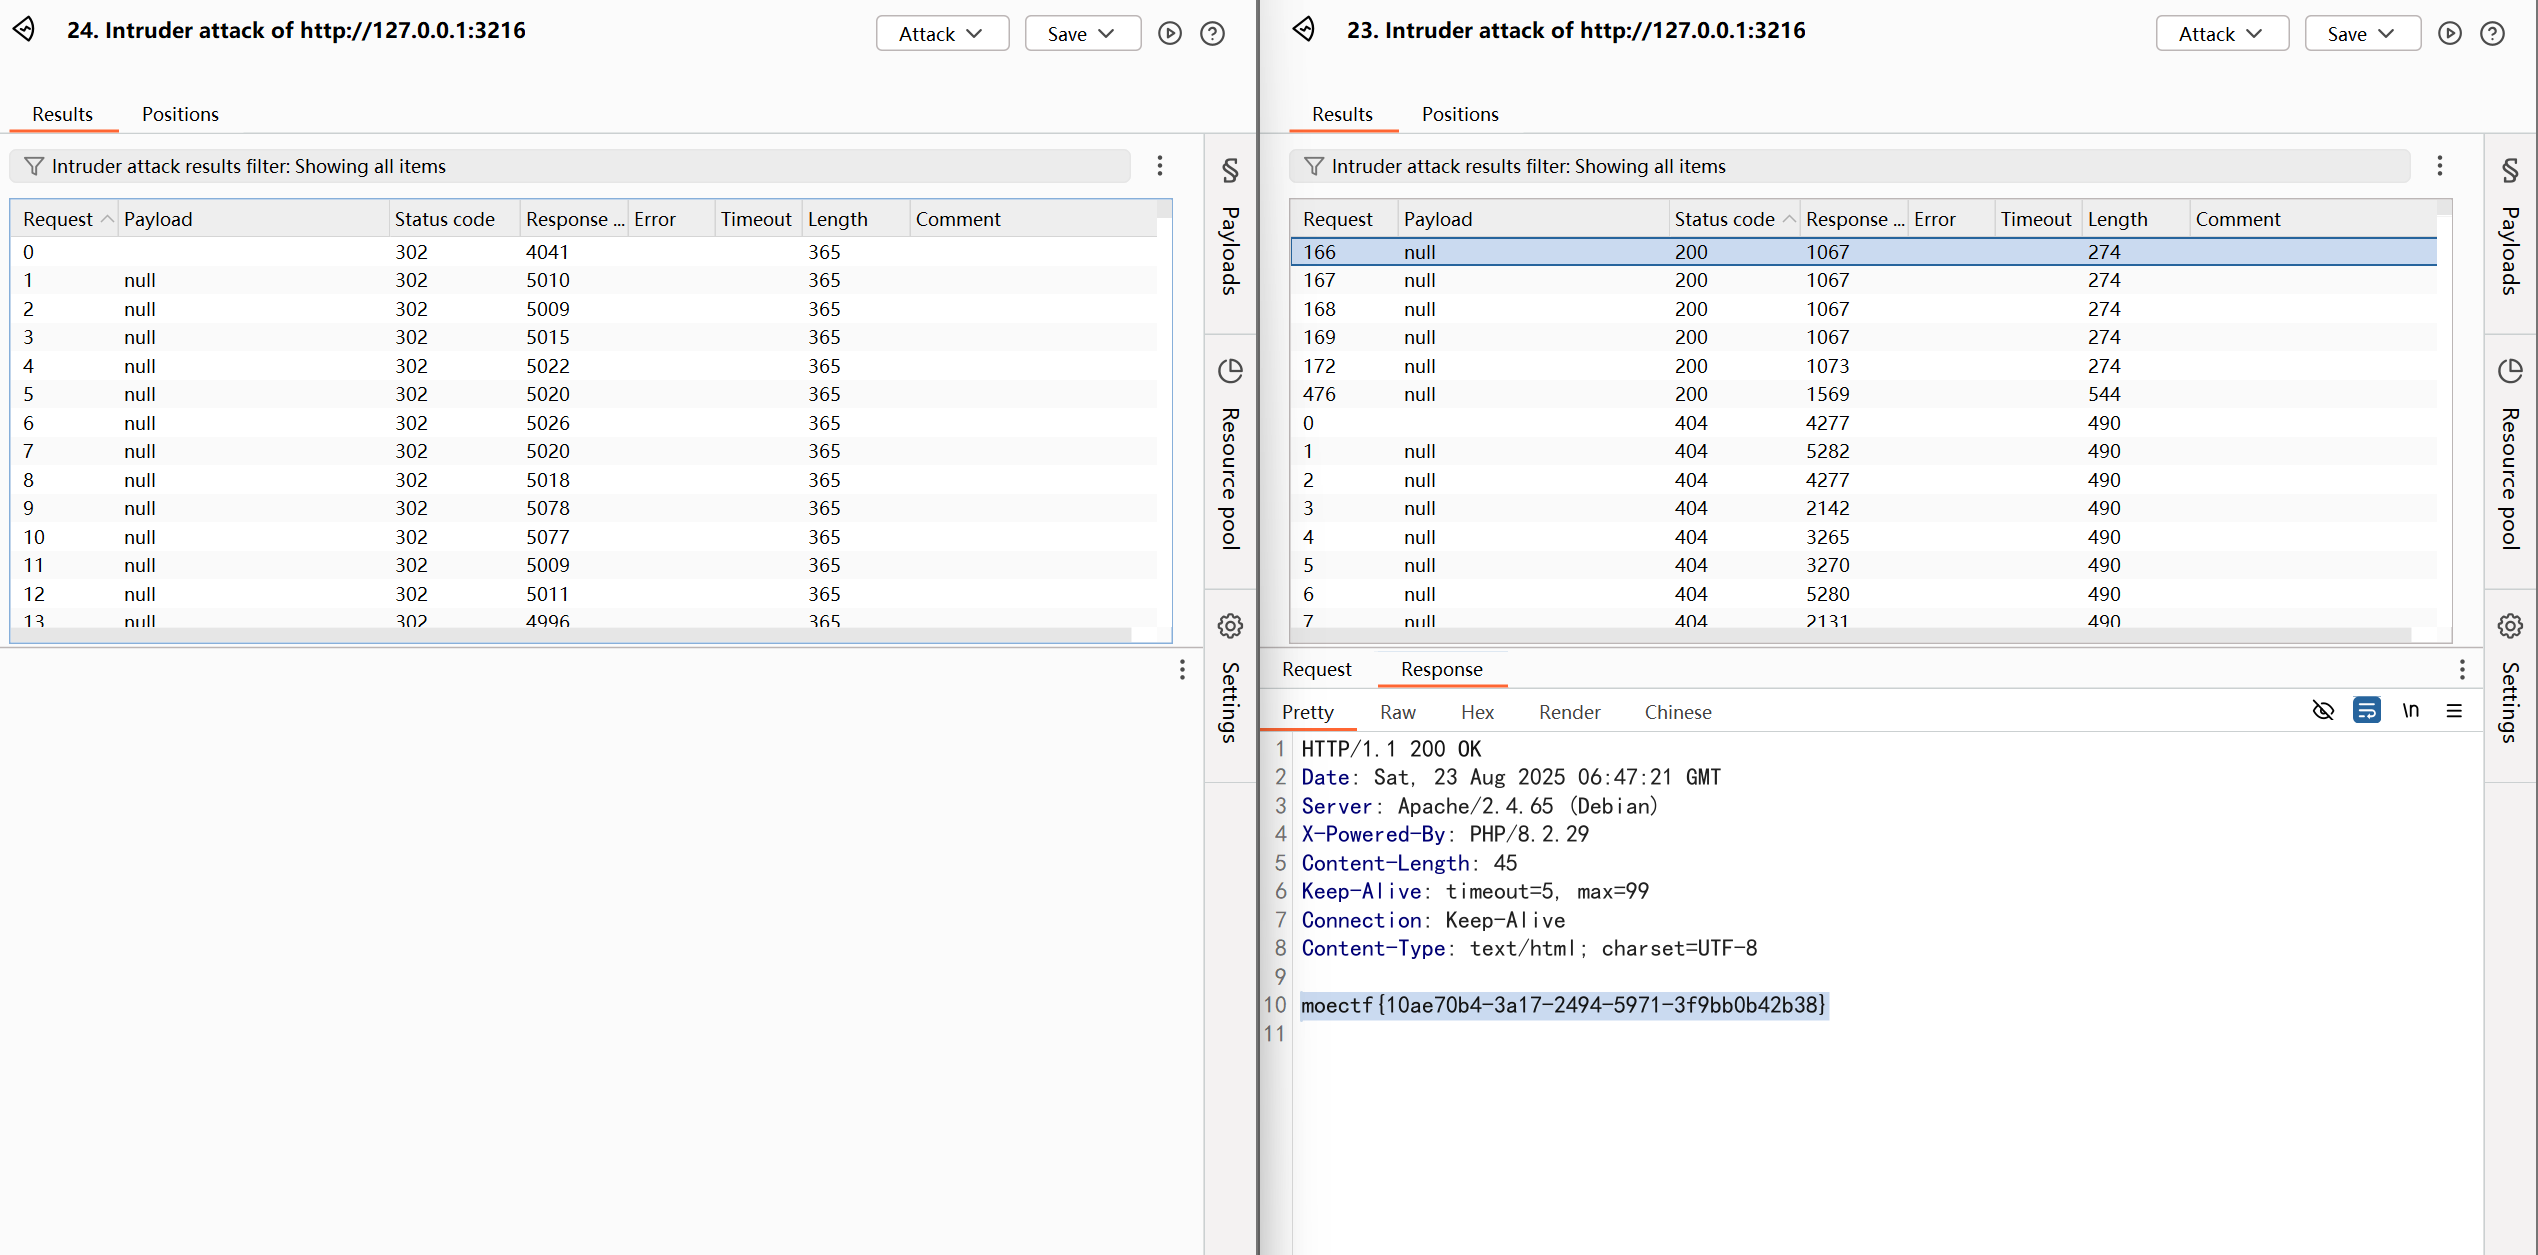 24. Intruder attack of http://127.0.0.1:3216
Attack
Save
Results
Positions
Intruder attack results filter: Showing all items
Request Payload Status code Response ... Error Timeout Length Comment
0 302 4041 365
1 null 302 5010 365
2 null 302 5009 365
3 null 302 5015 365
4 null 302 5022 365
5 null 302 5020 365
6 null 302 5026 365
7 null 302 5020 365
8 null 302 5018 365
9 null 302 5078 365
10 null 302 5077 365
11 null 302 5009 365
12 null 302 5011 365
13 null 302 4996 365
§ Payloads
Resource pool
Settings
23. Intruder attack of http://127.0.0.1:3216
Attack
Save
Results
Positions
Intruder attack results filter: Showing all items
Request Payload Status code Response ... Error Timeout Length Comment
166 null 200 1067 274
167 null 200 1067 274
168 null 200 1067 274
169 null 200 1067 274
172 null 200 1073 274
476 null 200 1569 544
0 404 4277 490
1 null 404 5282 490
2 null 404 4277 490
3 null 404 2142 490
4 null 404 3265 490
5 null 404 3270 490
6 null 404 5280 490
7 null 404 2131 490
§ Payloads
Resource pool
Settings
Request
Response
Pretty
Raw
Hex
Render
Chinese
\n
1 HTTP/1.1 200 OK
2 Date: Sat, 23 Aug 2025 06:47:21 GMT
3 Server: Apache/2.4.65 (Debian)
4 X-Powered-By: PHP/8.2.29
5 Content-Length: 45
6 Keep-Alive: timeout=5, max=99
7 Connection: Keep-Alive
8 Content-Type: text/html; charset=UTF-8
9
10 moectf{10ae70b4-3a17-2494-5971-3f9bb0b42b38}
11